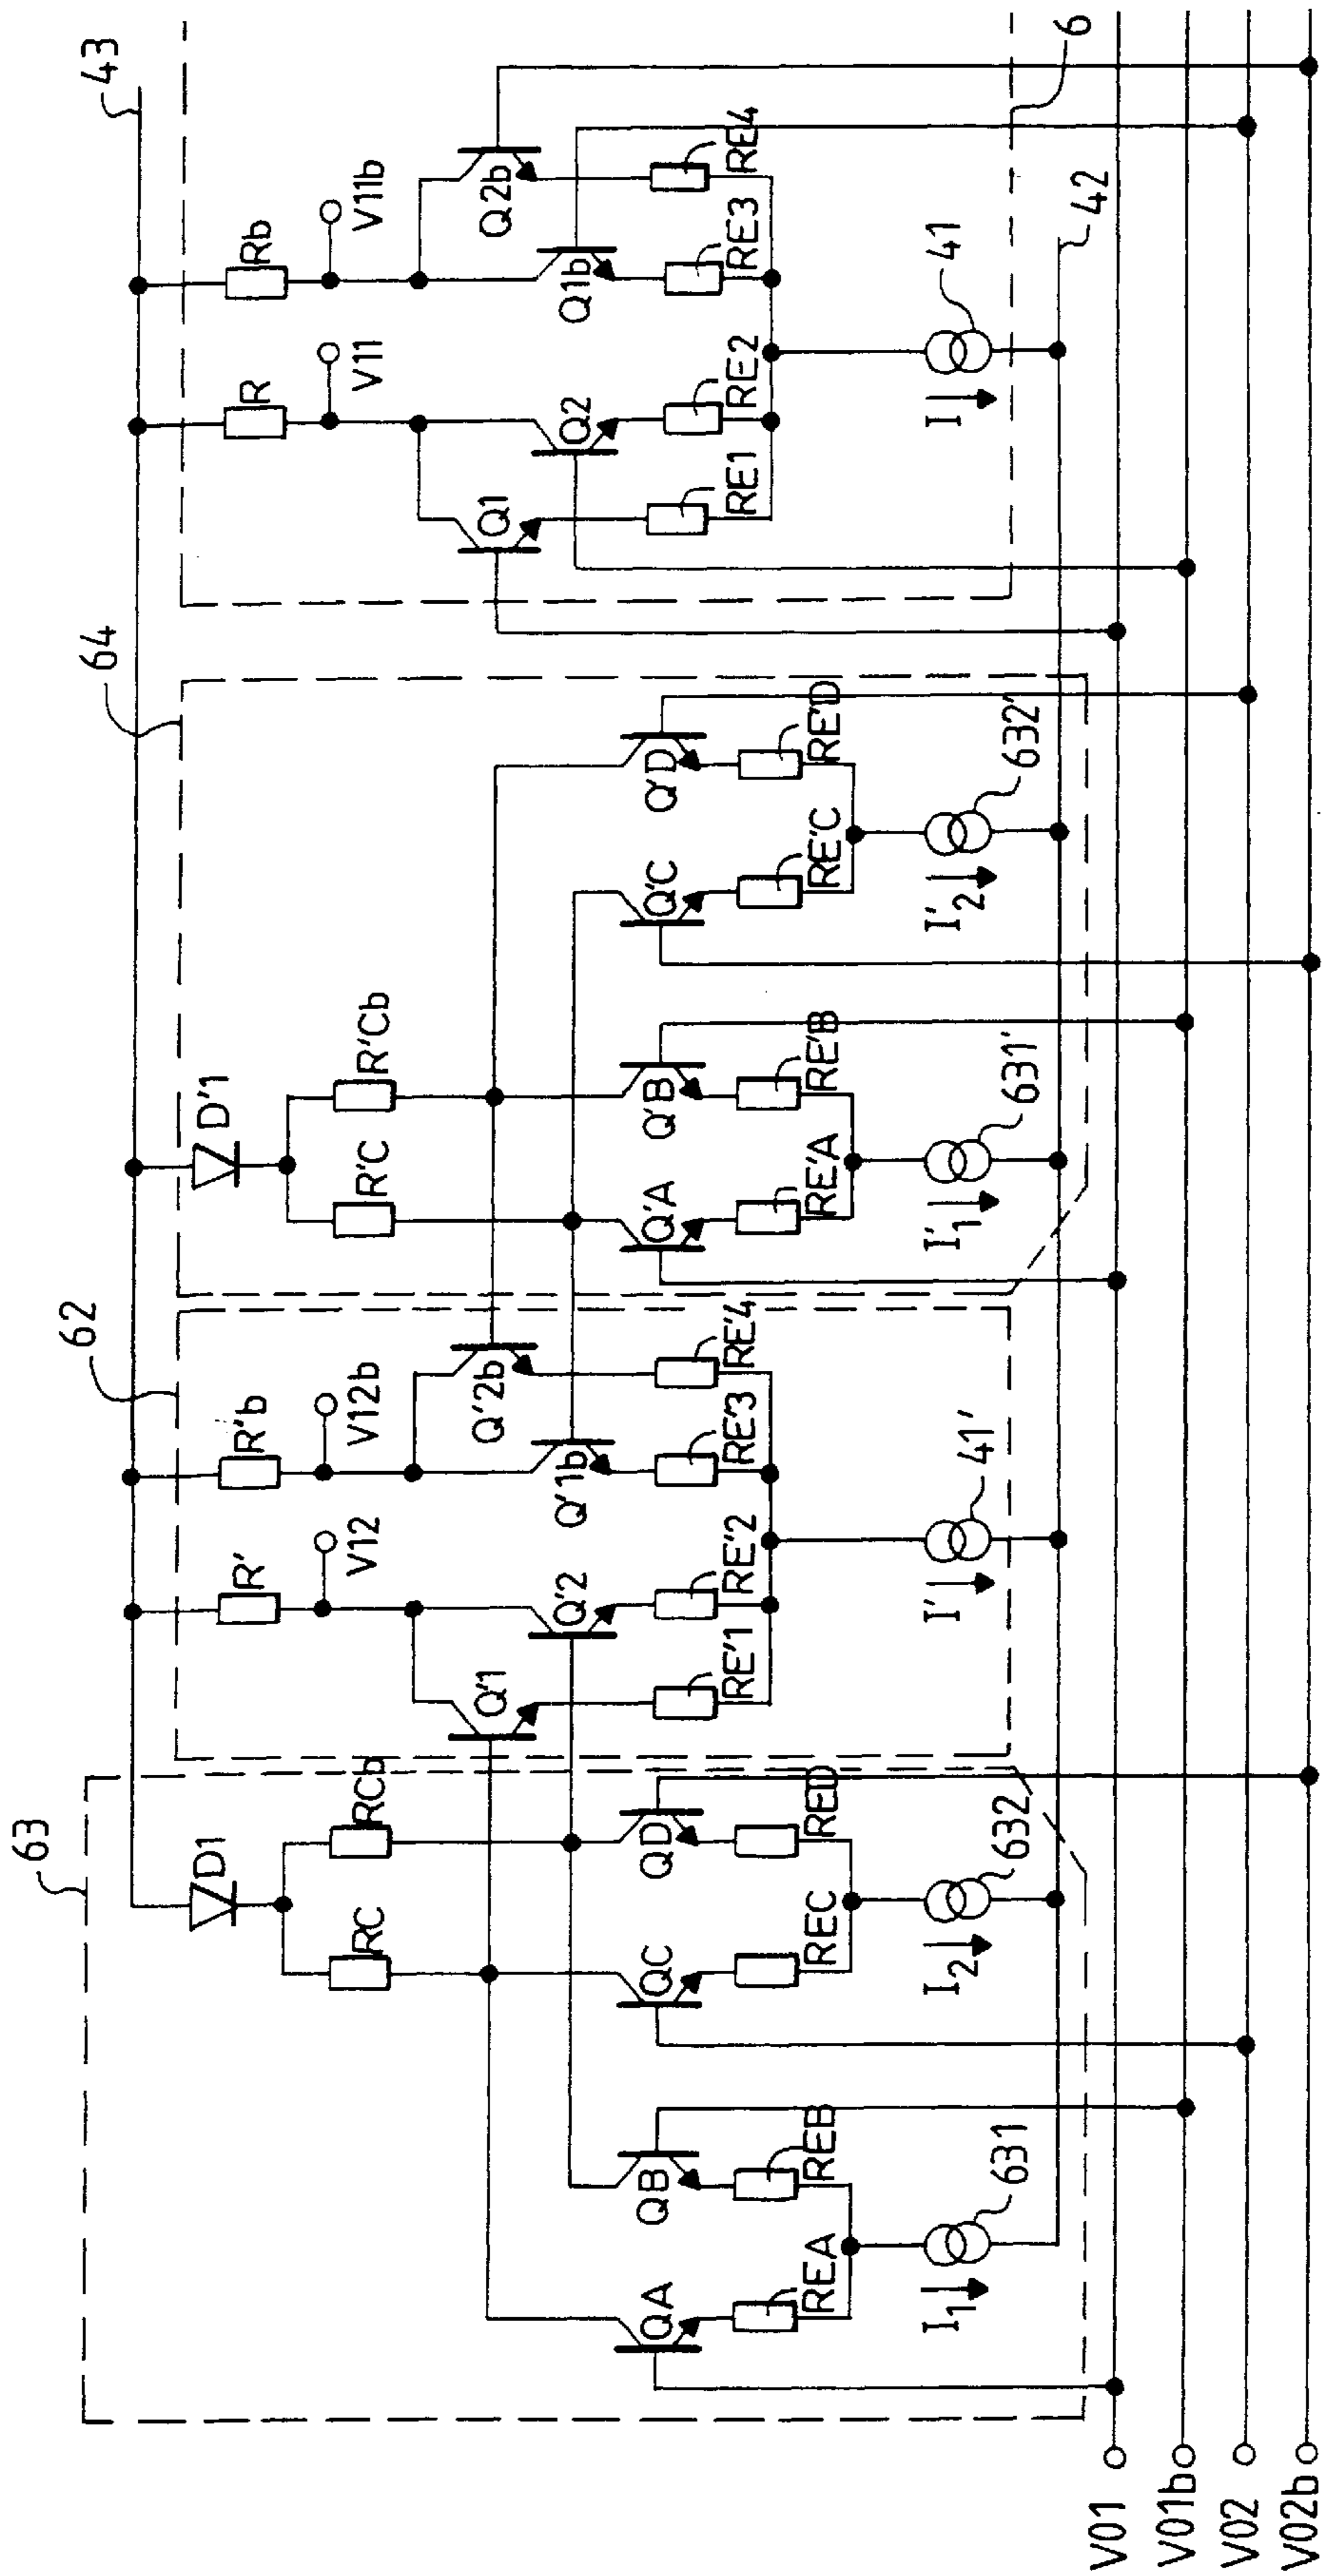 63
62
64
43
D1
R'
R'b
D'1
R
Rb
RC
RCb
V12
V12b
R'C
R'Cb
V11
V11b
Q'1
Q'2
Q'1b
Q'2b
Q1
Q2
Q1b
Q2b
QA
QB
QC
QD
Q'A
Q'B
Q'C
Q'D
REA
REB
REC
RED
RE'1
RE'2
RE'3
RE'4
RE'A
RE'B
RE'C
RE'D
RE1
RE2
RE3
RE4
I1
631
I2
632
I'
41'
I'1
631'
I'2
632'
I
41
42
6
V01
V01b
V02
V02b